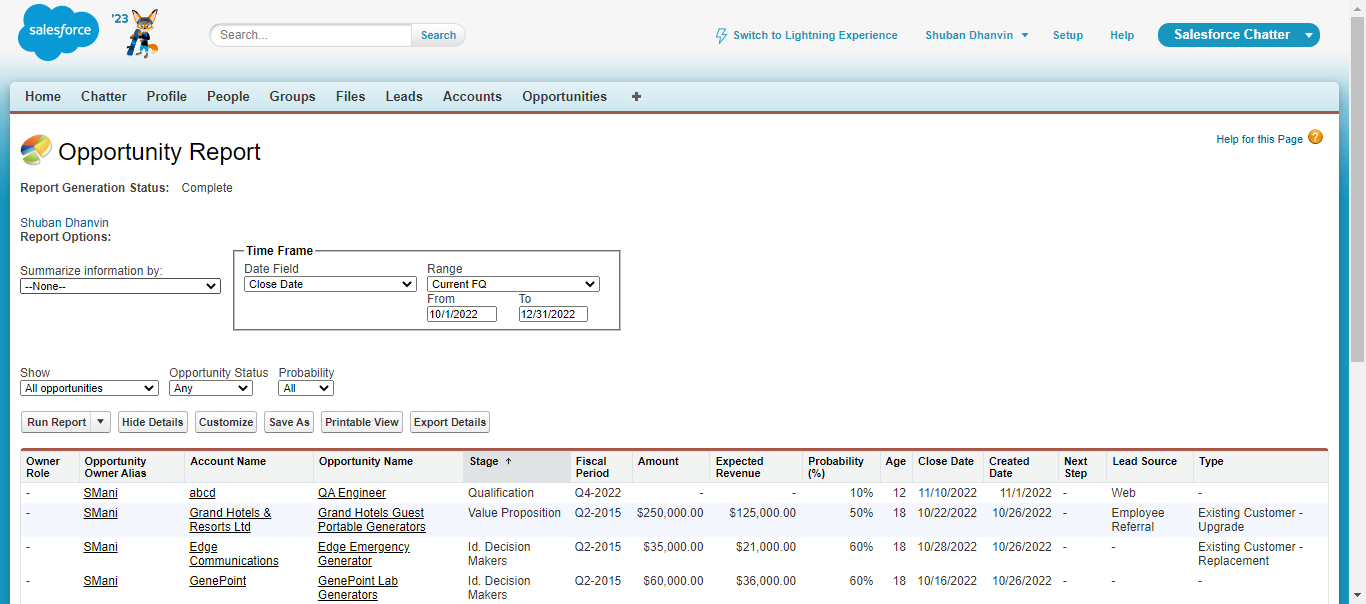 salesforce
'23
Search...
Search
Switch to Lightning Experience
Shuban Dhanvin
Setup
Help
Salesforce Chatter
Home Chatter Profile People Groups Files Leads Accounts Opportunities +
Opportunity Report
Help for this Page ?
Report Generation Status: Complete
Shuban Dhanvin
Report Options:
Summarize information by:
--None--
Time Frame
Date Field
Close Date
Range
Current FQ
From To
10/1/2022 12/31/2022
Show Opportunity Status Probability
All opportunities Any All
Run Report Hide Details Customize Save As Printable View Export Details
Owner Role Opportunity Owner Alias Account Name Opportunity Name Stage ↑ Fiscal Period Amount Expected Revenue Probability (%) Age Close Date Created Date Next Step Lead Source Type
- SMani abcd QA Engineer Qualification Q4-2022 - - 10% 12 11/10/2022 11/1/2022 - Web -
- SMani Grand Hotels & Resorts Ltd Grand Hotels Guest Portable Generators Value Proposition Q2-2015 $250,000.00 $125,000.00 50% 18 10/22/2022 10/26/2022 - Employee Referral Existing Customer - Upgrade
- SMani Edge Communications Edge Emergency Generator Id. Decision Makers Q2-2015 $35,000.00 $21,000.00 60% 18 10/28/2022 10/26/2022 - - Existing Customer - Replacement
- SMani GenePoint GenePoint Lab Generators Id. Decision Makers Q2-2015 $60,000.00 $36,000.00 60% 18 10/16/2022 10/26/2022 - - -